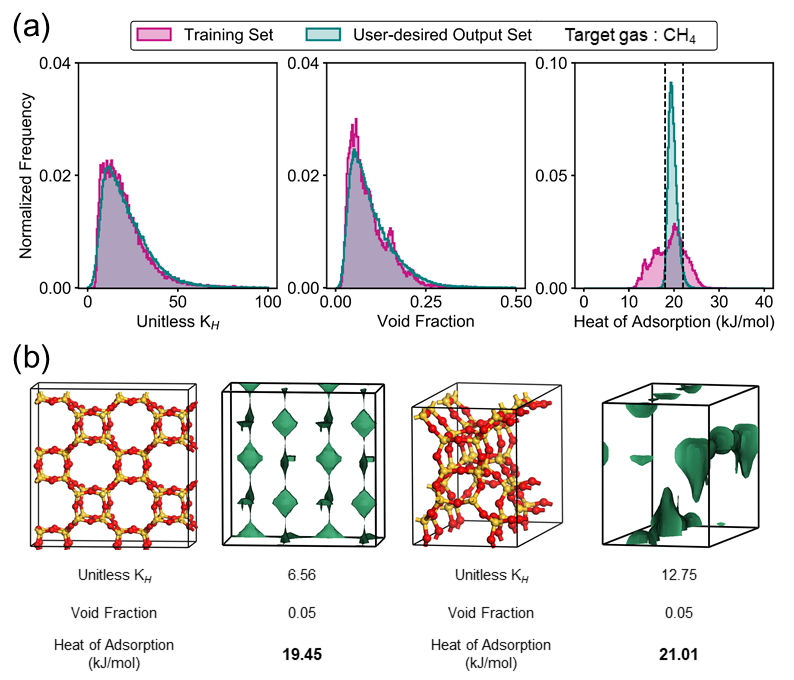 (a)
Training Set User-desired Output Set Target gas : CH₄
Normalized Frequency
0.04
0.02
0.00
0 50 100
Unitless K_H
0.04
0.02
0.00
0.00 0.25 0.50
Void Fraction
0.10
0.05
0.00
0 10 20 30 40
Heat of Adsorption (kJ/mol)
(b)
Unitless K_H 6.56 Unitless K_H 12.75
Void Fraction 0.05 Void Fraction 0.05
Heat of Adsorption
(kJ/mol) 19.45
Heat of Adsorption
(kJ/mol) 21.01